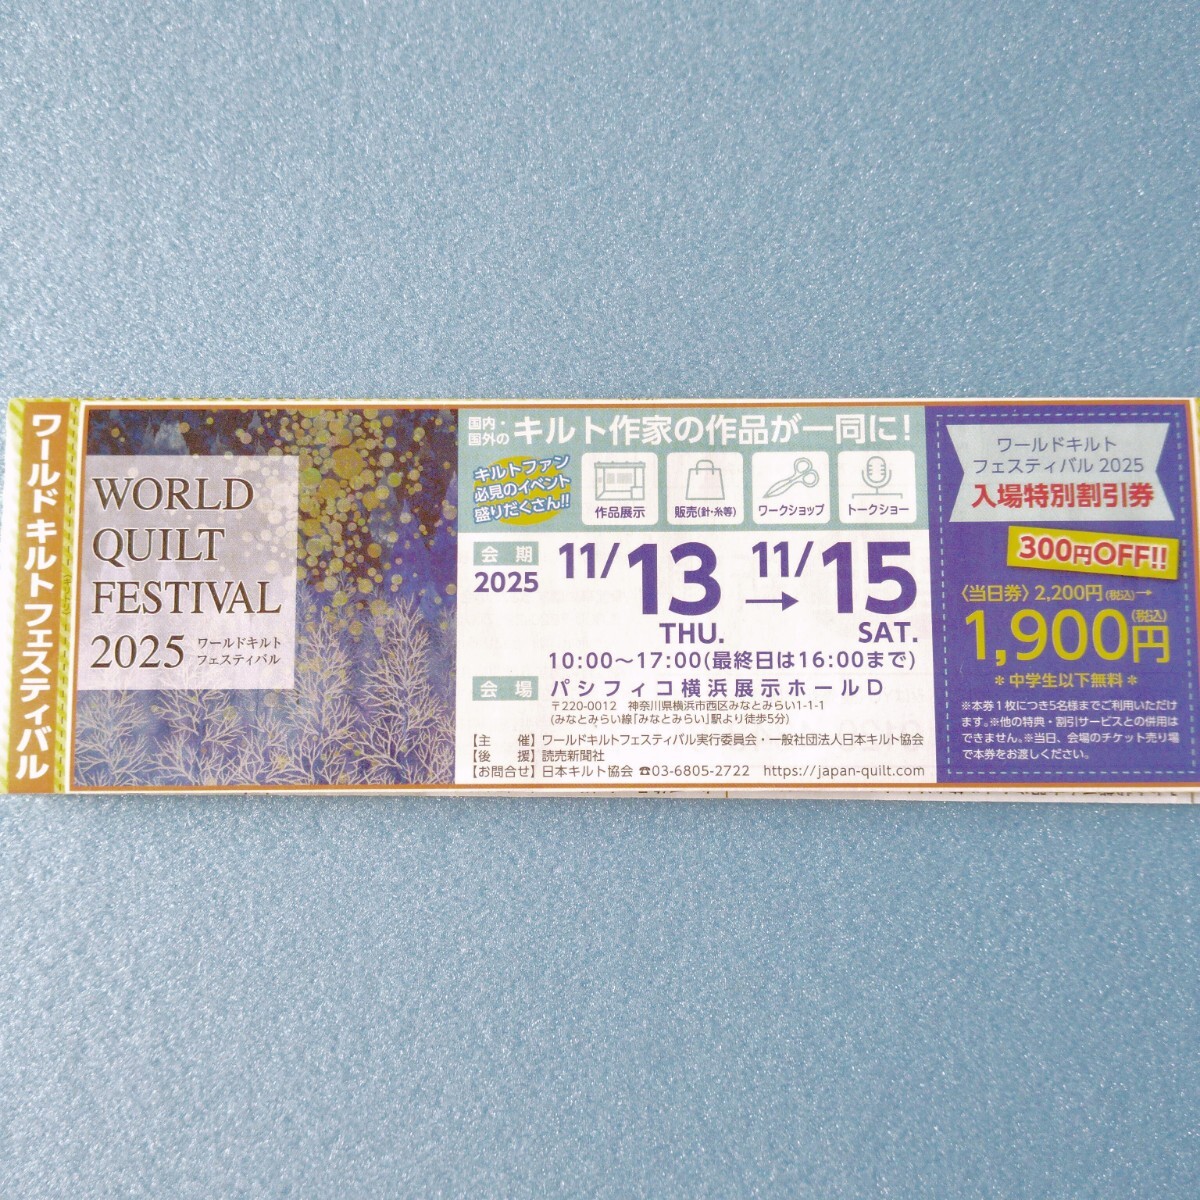 ワールドキルトフェスティバル
WORLD
QUILT
FESTIVAL
2025 ワールドキルト
フェスティバル
国内・
国外の キルト作家の作品が一同に!
キルトファン
必見のイベント
盛りだくさん!!
作品展示
販売(針・糸等)
ワークショップ
トークショー
会期
2025
11/13 → 11/15
THU. SAT.
10:00〜17:00(最終日は16:00まで)
会場 パシフィコ横浜展示ホールD
〒220-0012 神奈川県横浜市西区みなとみらい1-1-1
(みなとみらい線「みなとみらい」駅より徒歩5分)
【主 催】ワールドキルトフェスティバル実行委員会・一般社団法人日本キルト協会
【後 援】読売新聞社
【お問合せ】日本キルト協会 ☎03-6805-2722 https://japan-quilt.com
ワールドキルト
フェスティバル 2025
入場特別割引券
300円OFF!!
〈当日券〉2,200円(税込)→
1,900円(税込)
＊中学生以下無料＊
※本券1枚につき5名様までご利用いただけ
ます。※他の特典・割引サービスとの併用は
できません。※当日、会場のチケット売り場
で本券をお渡しください。